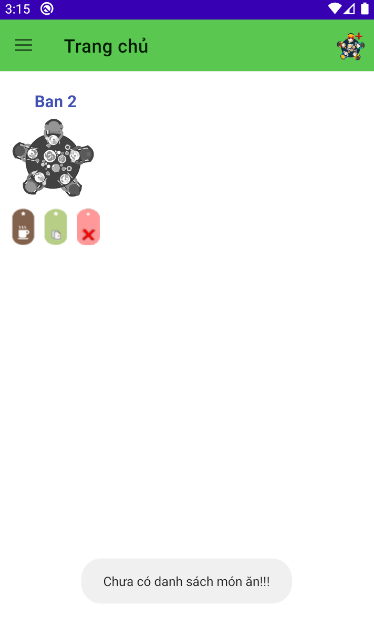 3:15
Trang chủ
Ban 2
Chưa có danh sách món ăn!!!